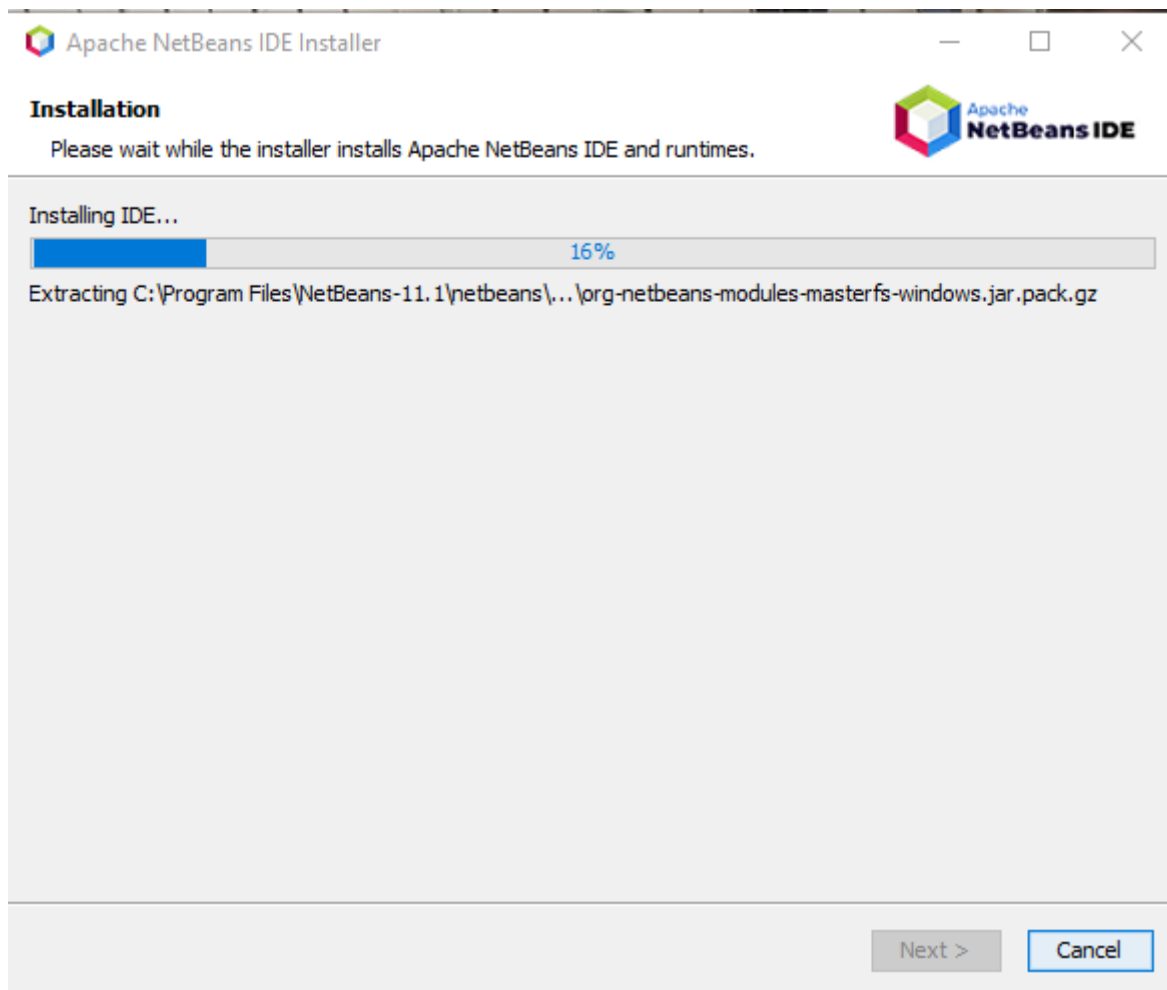 Apache NetBeans IDE Installer
Installation
Please wait while the installer installs Apache NetBeans IDE and runtimes.
Apache
NetBeans IDE
Installing IDE...
16%
Extracting C:\Program Files\NetBeans-11.1\netbeans\...\org-netbeans-modules-masterfs-windows.jar.pack.gz
Next >
Cancel